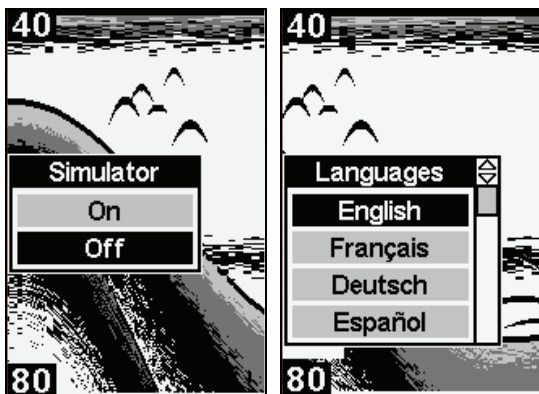 40
Simulator
On
Off
80
40
Languages
English
Français
Deutsch
Español
80